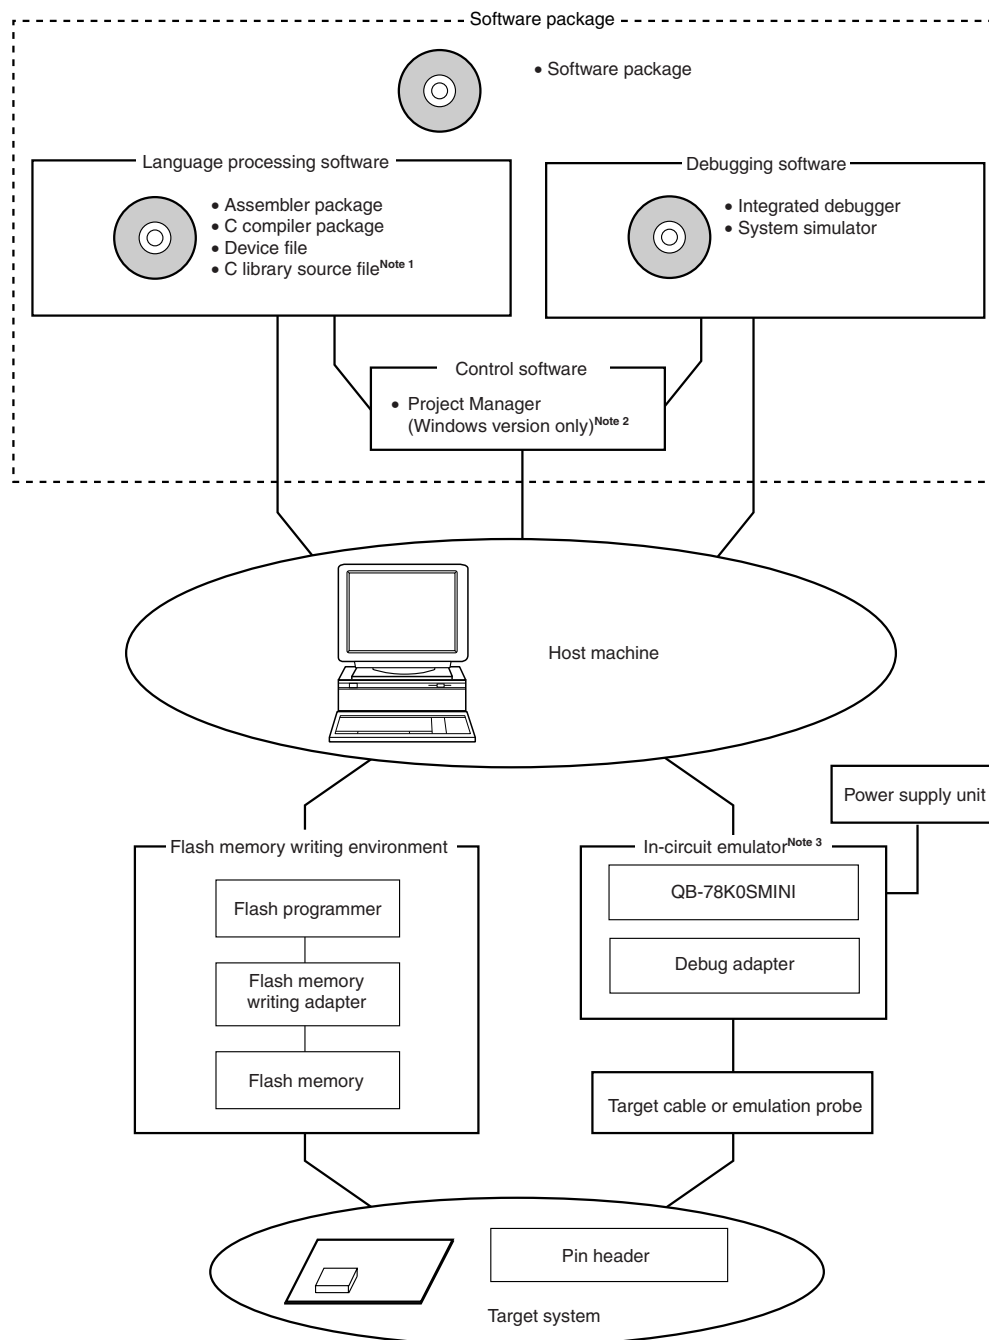 Software package
• Software package
Language processing software
• Assembler package
• C compiler package
• Device file
• C library source fileNote 1
Debugging software
• Integrated debugger
• System simulator
Control software
• Project Manager
(Windows version only)Note 2
Host machine
Power supply unit
Flash memory writing environment
Flash programmer
Flash memory
writing adapter
Flash memory
In-circuit emulatorNote 3
QB-78K0SMINI
Debug adapter
Target cable or emulation probe
Pin header
Target system